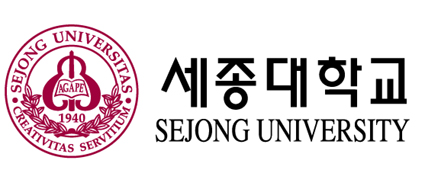 SEJONG UNIVERSITAS
AGAPE
1940
CREATIVITAS SERVITIUM
세종대학교
SEJONG UNIVERSITY